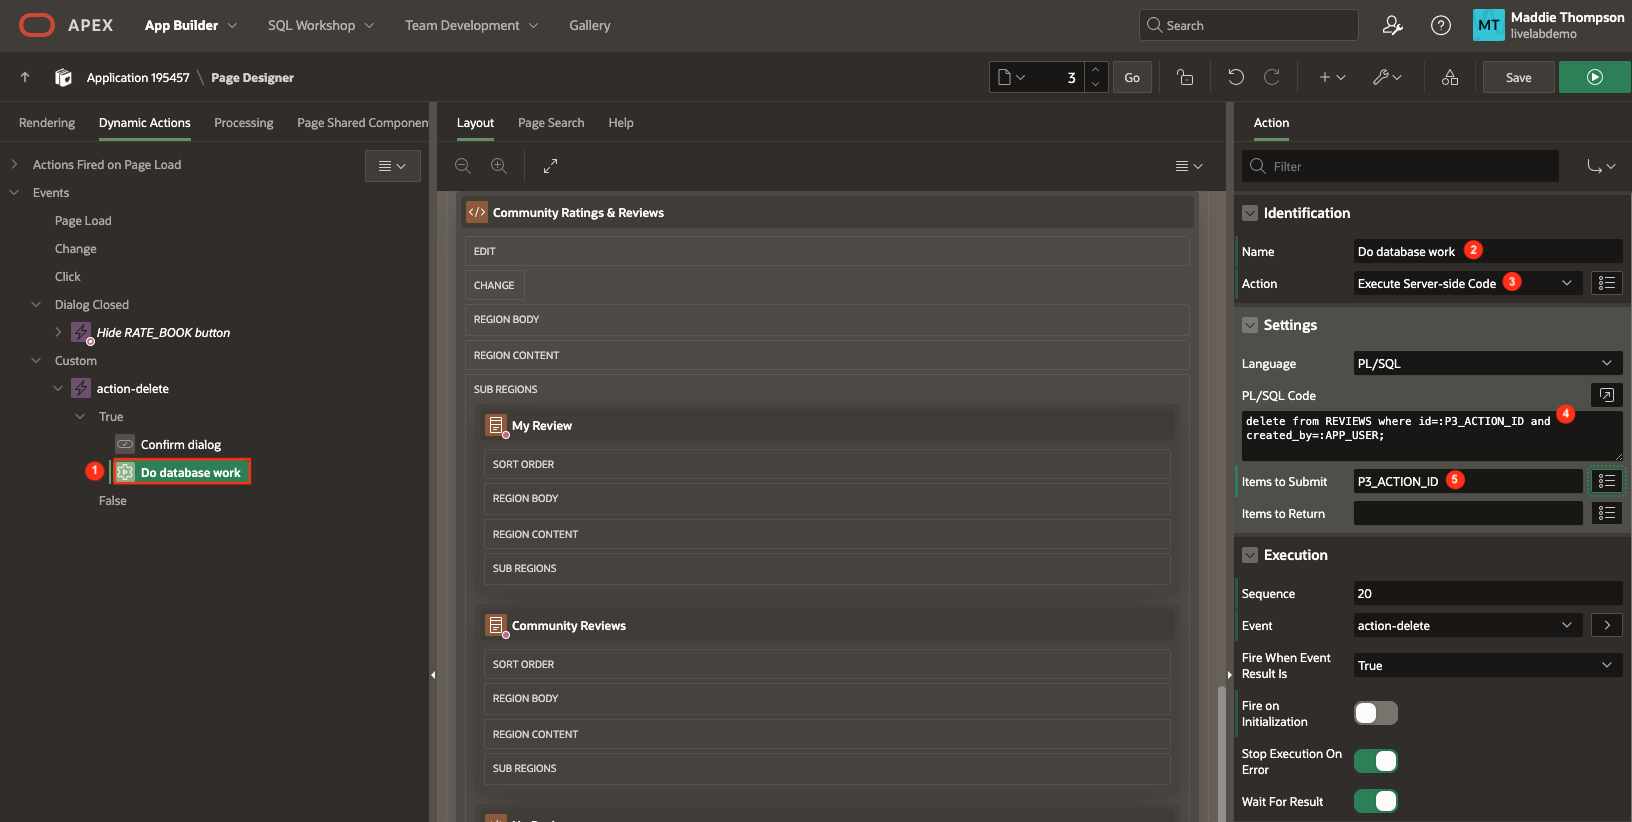 APEX
App Builder
SQL Workshop
Team Development
Gallery
Search
MT
Maddie Thompson
livelabdemo
Application 195457 \ Page Designer
3
Go
Save
Rendering
Dynamic Actions
Processing
Page Shared Componen
Layout
Page Search
Help
Action
Actions Fired on Page Load
Events
Page Load
Change
Click
Dialog Closed
Hide RATE_BOOK button
Custom
action-delete
True
Confirm dialog
1
Do database work
False
Community Ratings & Reviews
EDIT
CHANGE
REGION BODY
REGION CONTENT
SUB REGIONS
My Review
SORT ORDER
REGION BODY
REGION CONTENT
SUB REGIONS
Community Reviews
SORT ORDER
REGION BODY
REGION CONTENT
SUB REGIONS
Filter
Identification
Name
Do database work
2
Action
Execute Server-side Code
3
Settings
Language
PL/SQL
PL/SQL Code
delete from REVIEWS where id=:P3_ACTION_ID and
created_by=:APP_USER;
4
Items to Submit
P3_ACTION_ID
5
Items to Return
Execution
Sequence
20
Event
action-delete
Fire When Event
Result Is
True
Fire on
Initialization
Stop Execution On
Error
Wait For Result